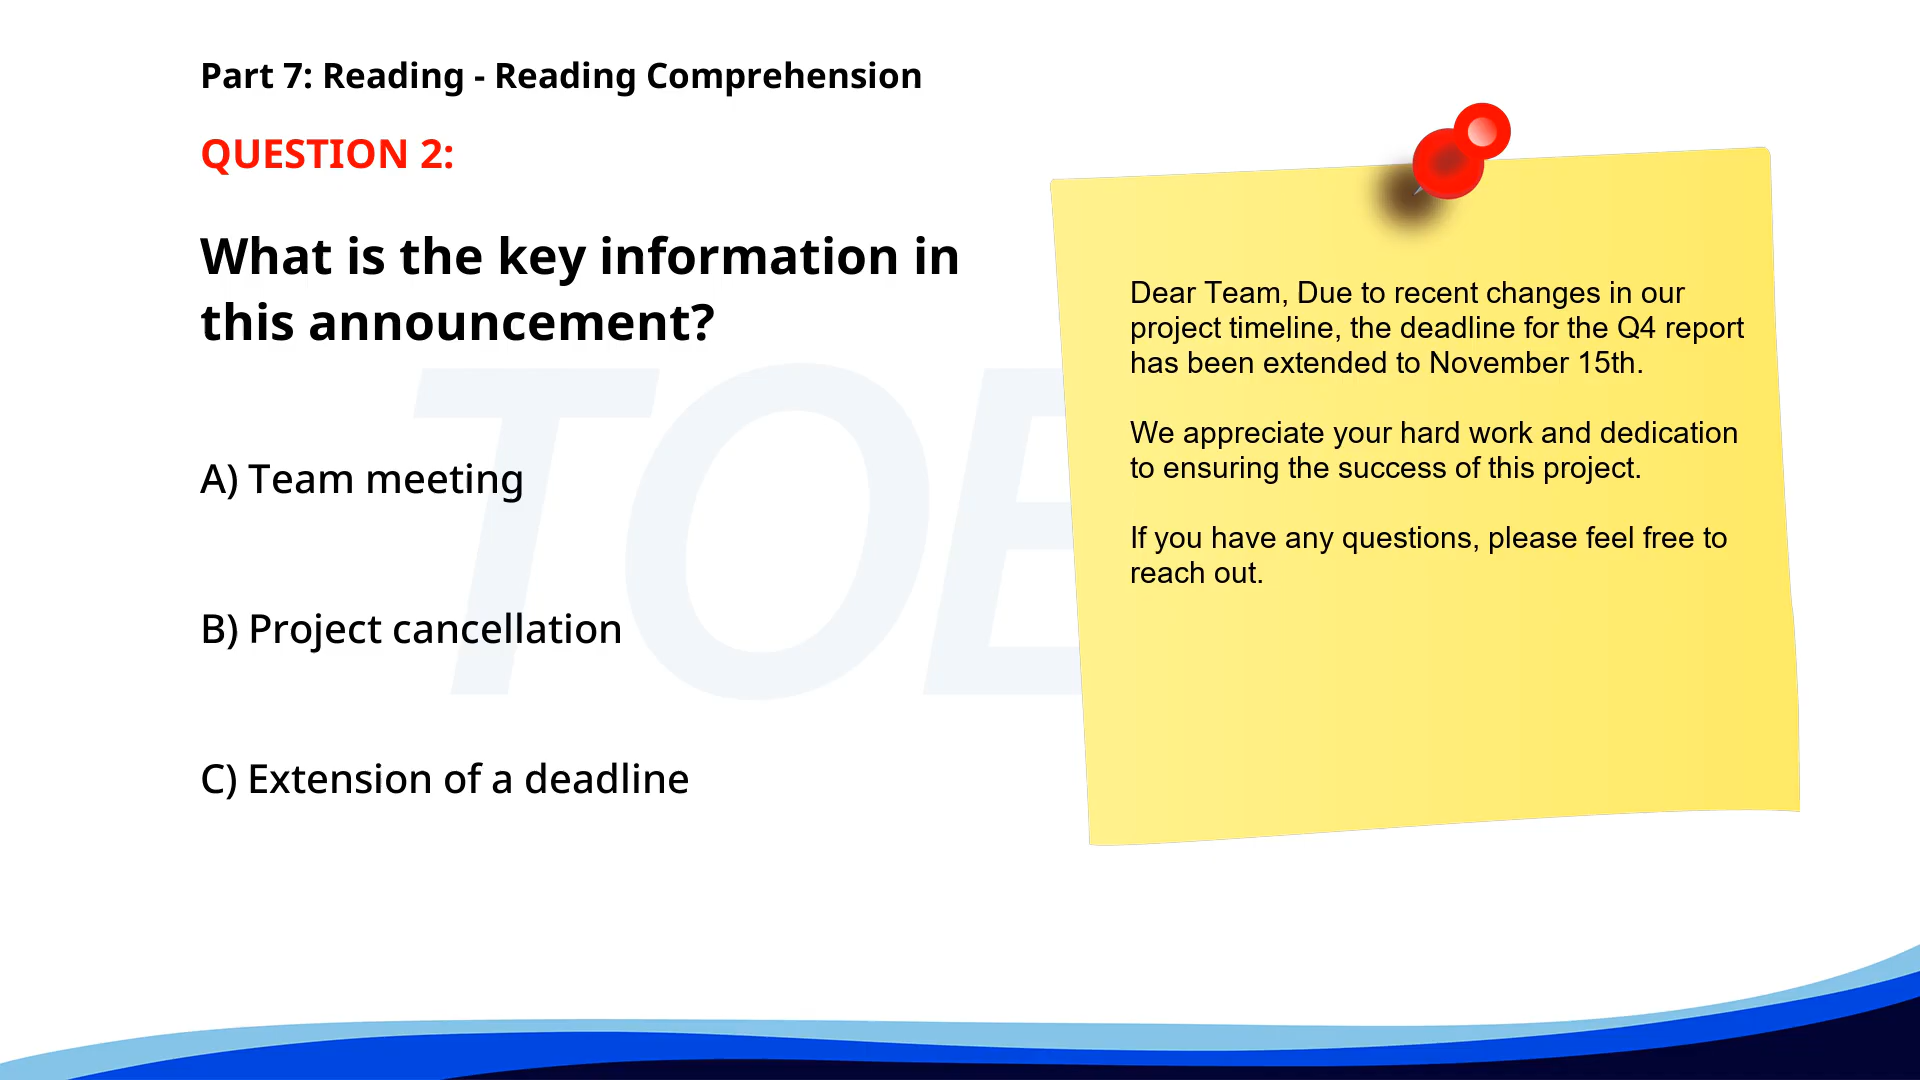 Part 7: Reading - Reading Comprehension
QUESTION 2:
What is the key information in
this announcement?
A) Team meeting
B) Project cancellation
C) Extension of a deadline
Dear Team, Due to recent changes in our
project timeline, the deadline for the Q4 report
has been extended to November 15th.
We appreciate your hard work and dedication
to ensuring the success of this project.
If you have any questions, please feel free to
reach out.
TOE